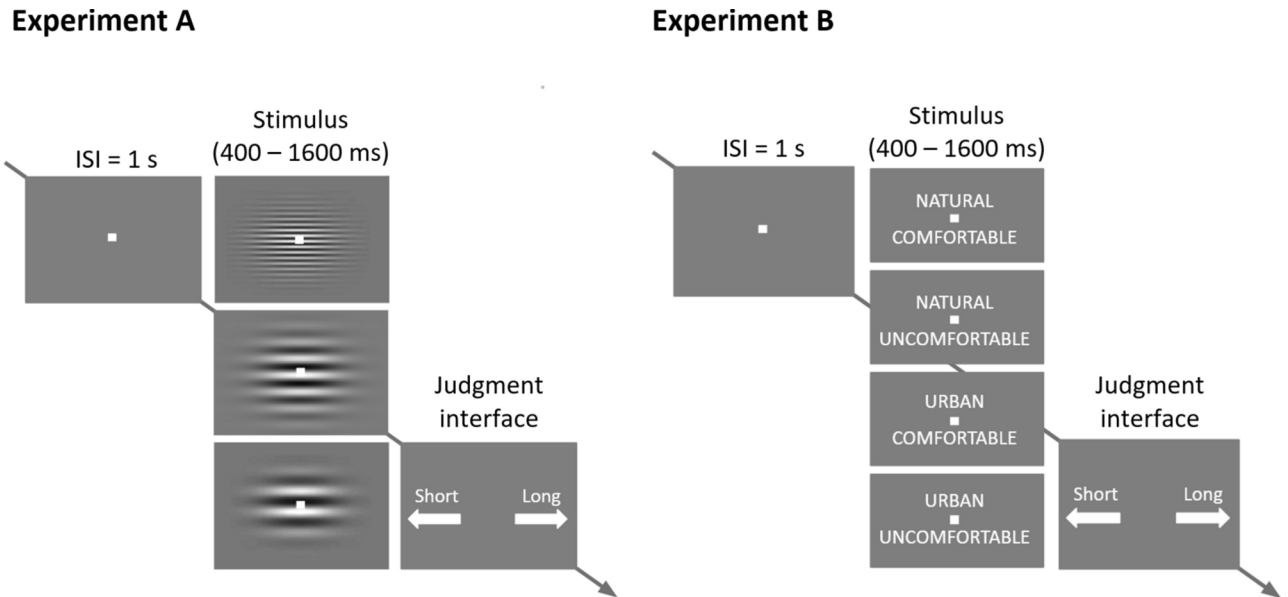 Experiment A
ISI = 1 s
Stimulus
(400 – 1600 ms)
Judgment
interface
Short
Long
Experiment B
ISI = 1 s
Stimulus
(400 – 1600 ms)
NATURAL
COMFORTABLE
NATURAL
UNCOMFORTABLE
URBAN
COMFORTABLE
URBAN
UNCOMFORTABLE
Judgment
interface
Short
Long